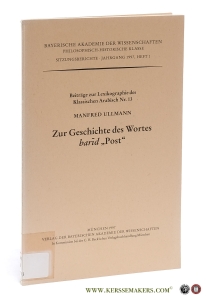 BAYERISCHE AKADEMIE DER WISSENSCHAFTEN
PHILOSOPHISCH-HISTORISCHE KLASSE
SITZUNGSBERICHTE · JAHRGANG 1997, HEFT 1
Beiträge zur Lexikographie des
Klassischen Arabisch Nr. 13
MANFRED ULLMANN
Zur Geschichte des Wortes
barīd „Post“
MÜNCHEN 1997
VERLAG DER BAYERISCHEN AKADEMIE DER WISSENSCHAFTEN
WWW.KERSSEMAKERS.COM